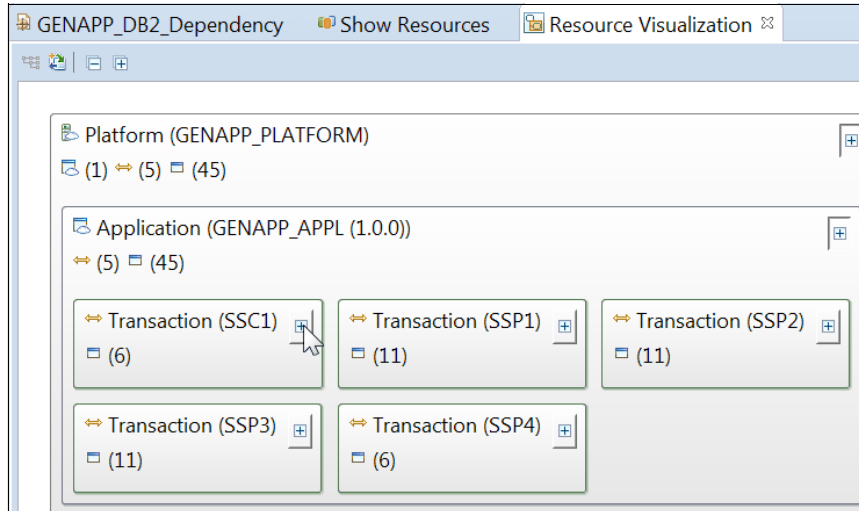 GENAPP_DB2_Dependency Show Resources Resource Visualization
Platform (GENAPP_PLATFORM)
(1) (5) (45)
Application (GENAPP_APPL (1.0.0))
(5) (45)
Transaction (SSC1) Transaction (SSP1) Transaction (SSP2)
(6) (11) (11)
Transaction (SSP3) Transaction (SSP4)
(11) (6)